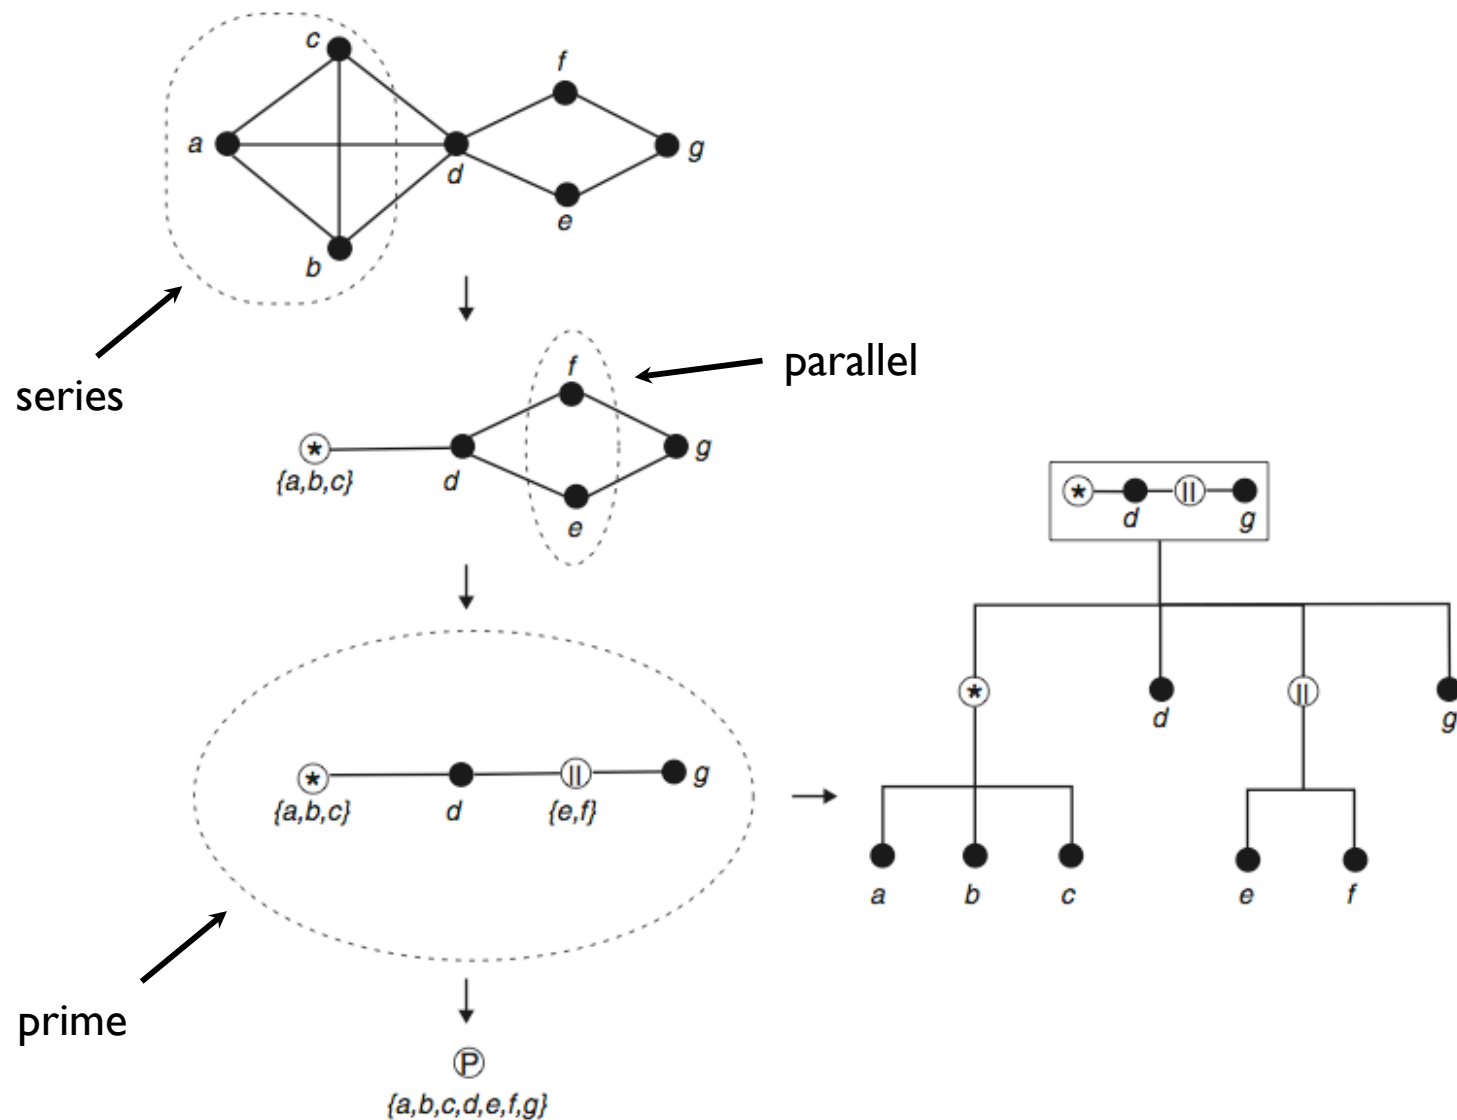 c
f
a
d
g
e
b
series
parallel
f
*
{a,b,c}
d
g
e
* d || g
*
d
||
g
*
{a,b,c}
d
||
{e,f}
g
a b c e f
prime
P
{a,b,c,d,e,f,g}